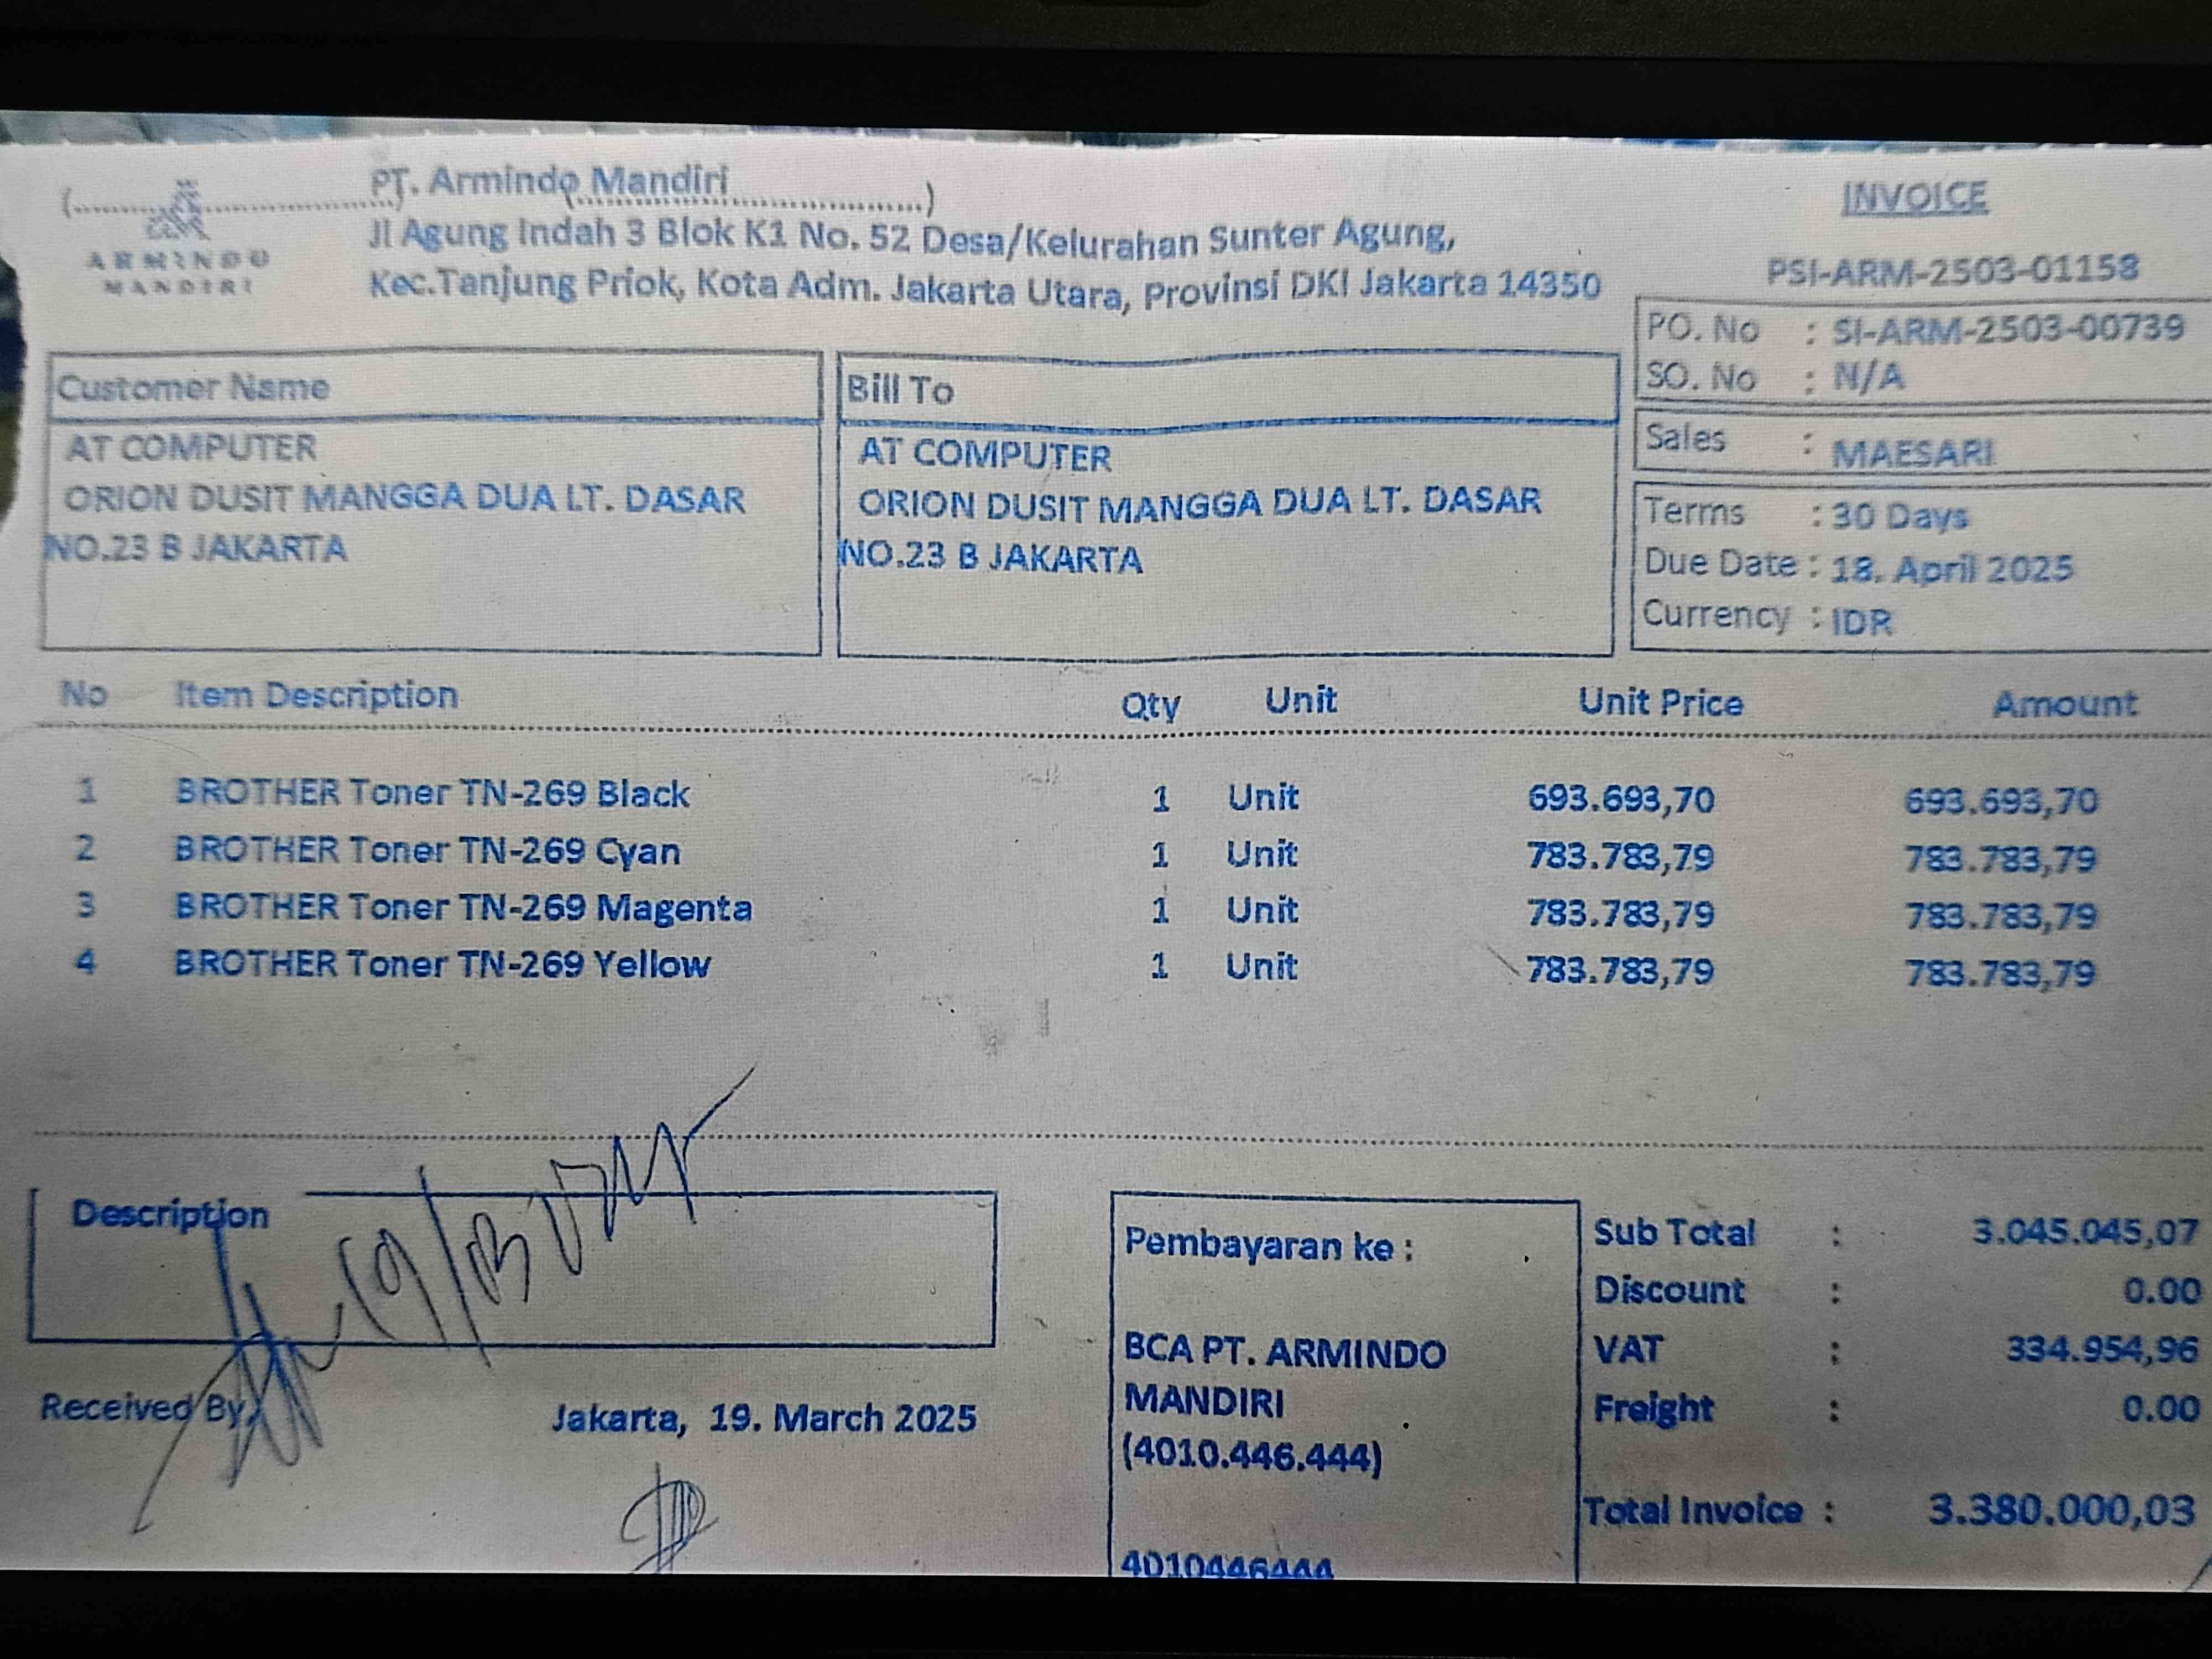 PT. Armindo Mandiri
(..............................................................)
Jl Agung Indah 3 Blok K1 No. 52 Desa/Kelurahan Sunter Agung,
Kec.Tanjung Priok, Kota Adm. Jakarta Utara, Provinsi DKI Jakarta 14350
ARMINDO
MANDIRI
INVOICE
PSI-ARM-2503-01158
PO. No : SI-ARM-2503-00739
SO. No : N/A
Sales : MAESARI
Terms : 30 Days
Due Date : 18. April 2025
Currency : IDR
Customer Name
AT COMPUTER
ORION DUSIT MANGGA DUA LT. DASAR
NO.23 B JAKARTA
Bill To
AT COMPUTER
ORION DUSIT MANGGA DUA LT. DASAR
NO.23 B JAKARTA
No Item Description Qty Unit Unit Price Amount
1 BROTHER Toner TN-269 Black 1 Unit 693.693,70 693.693,70
2 BROTHER Toner TN-269 Cyan 1 Unit 783.783,79 783.783,79
3 BROTHER Toner TN-269 Magenta 1 Unit 783.783,79 783.783,79
4 BROTHER Toner TN-269 Yellow 1 Unit 783.783,79 783.783,79
Description
Received By,
Jakarta, 19. March 2025
Pembayaran ke :
BCA PT. ARMINDO
MANDIRI
(4010.446.444)
4010446444
Sub Total : 3.045.045,07
Discount : 0.00
VAT : 334.954,96
Freight : 0.00
Total Invoice : 3.380.000,03